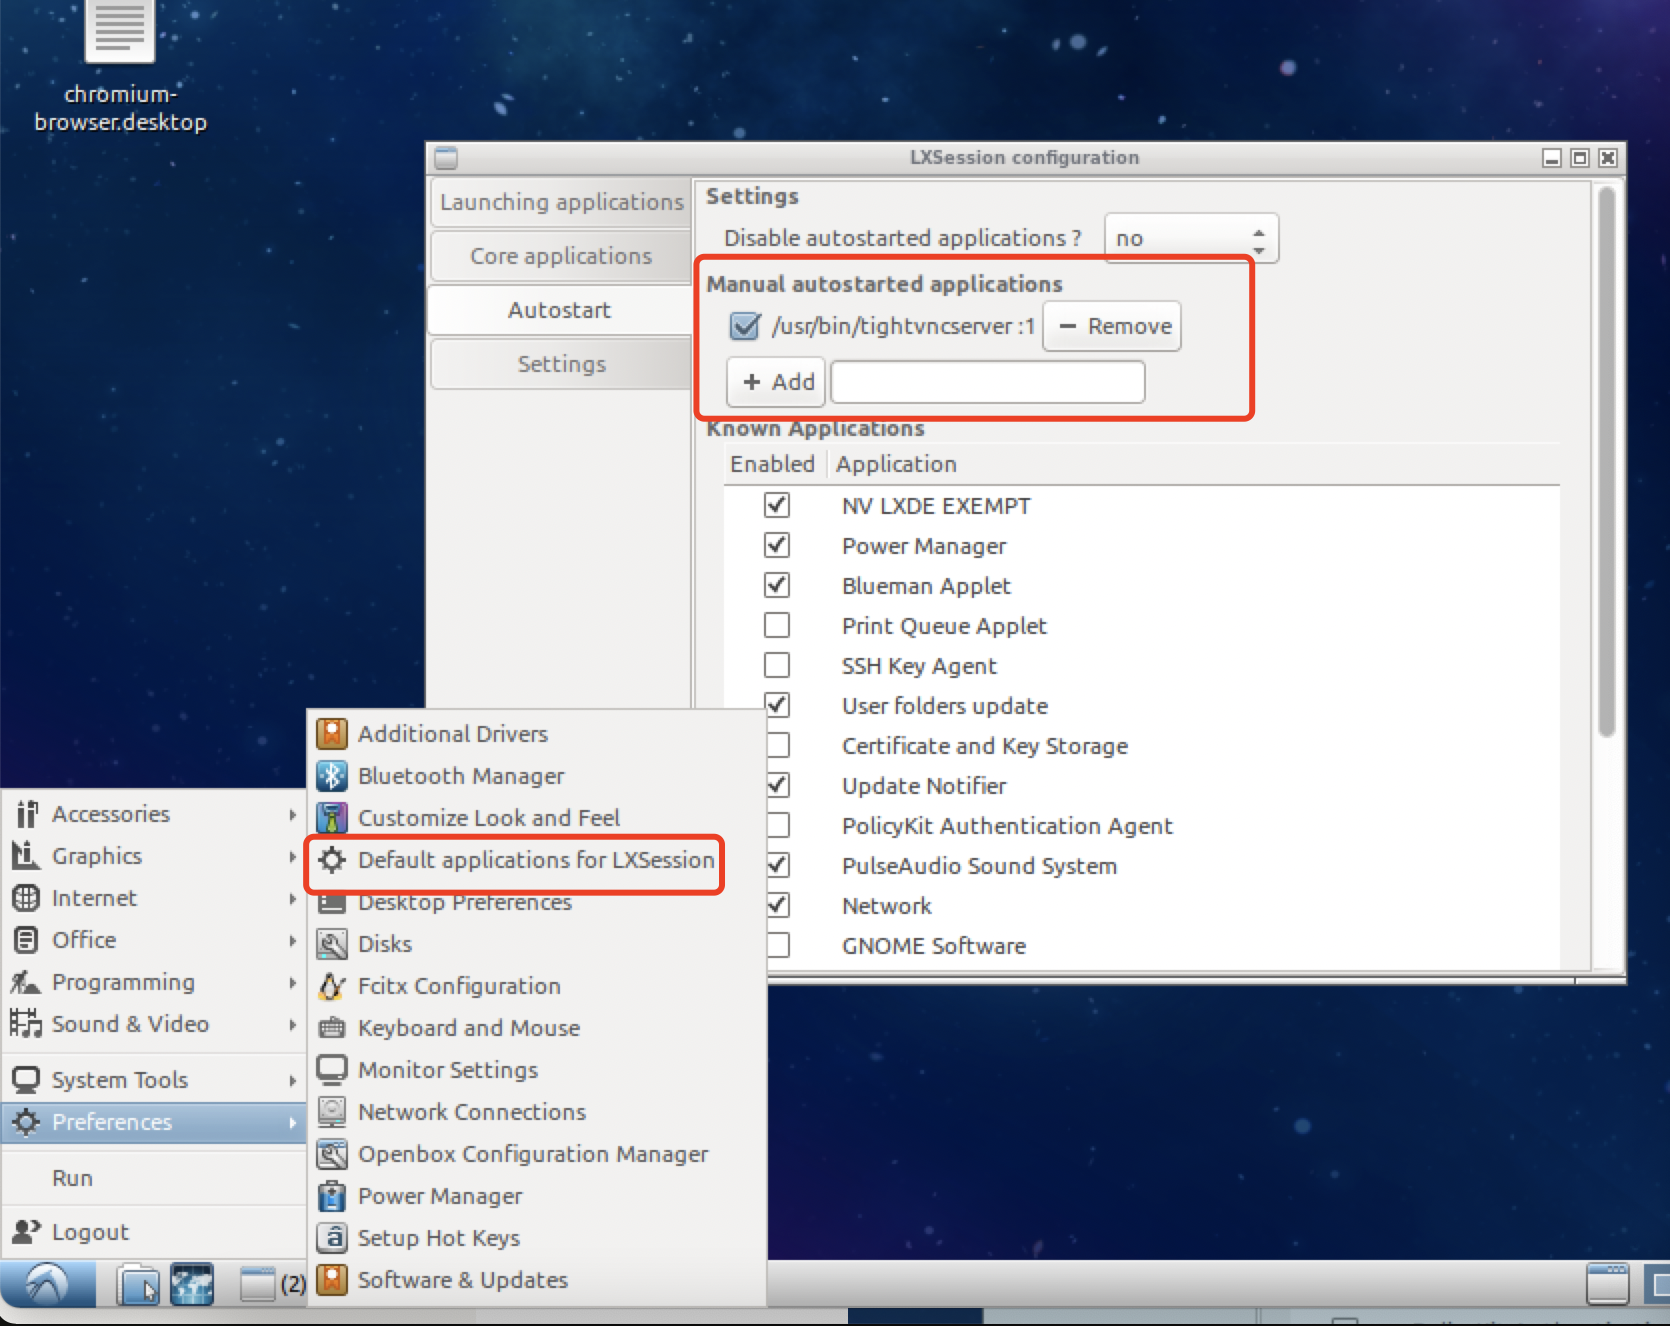 chromium-
browser.desktop
LXSession configuration
Launching applications
Core applications
Autostart
Settings
Settings
Disable autostarted applications ? no
Manual autostarted applications
/usr/bin/tightvncserver :1 Remove
Add
Known Applications
Enabled Application
NV LXDE EXEMPT
Power Manager
Blueman Applet
Print Queue Applet
SSH Key Agent
User folders update
Certificate and Key Storage
Update Notifier
PolicyKit Authentication Agent
PulseAudio Sound System
Network
GNOME Software
Additional Drivers
Bluetooth Manager
Customize Look and Feel
Default applications for LXSession
Desktop Preferences
Disks
Fcitx Configuration
Keyboard and Mouse
Monitor Settings
Network Connections
Openbox Configuration Manager
Power Manager
Setup Hot Keys
Software & Updates
Accessories
Graphics
Internet
Office
Programming
Sound & Video
System Tools
Preferences
Run
Logout
(2)